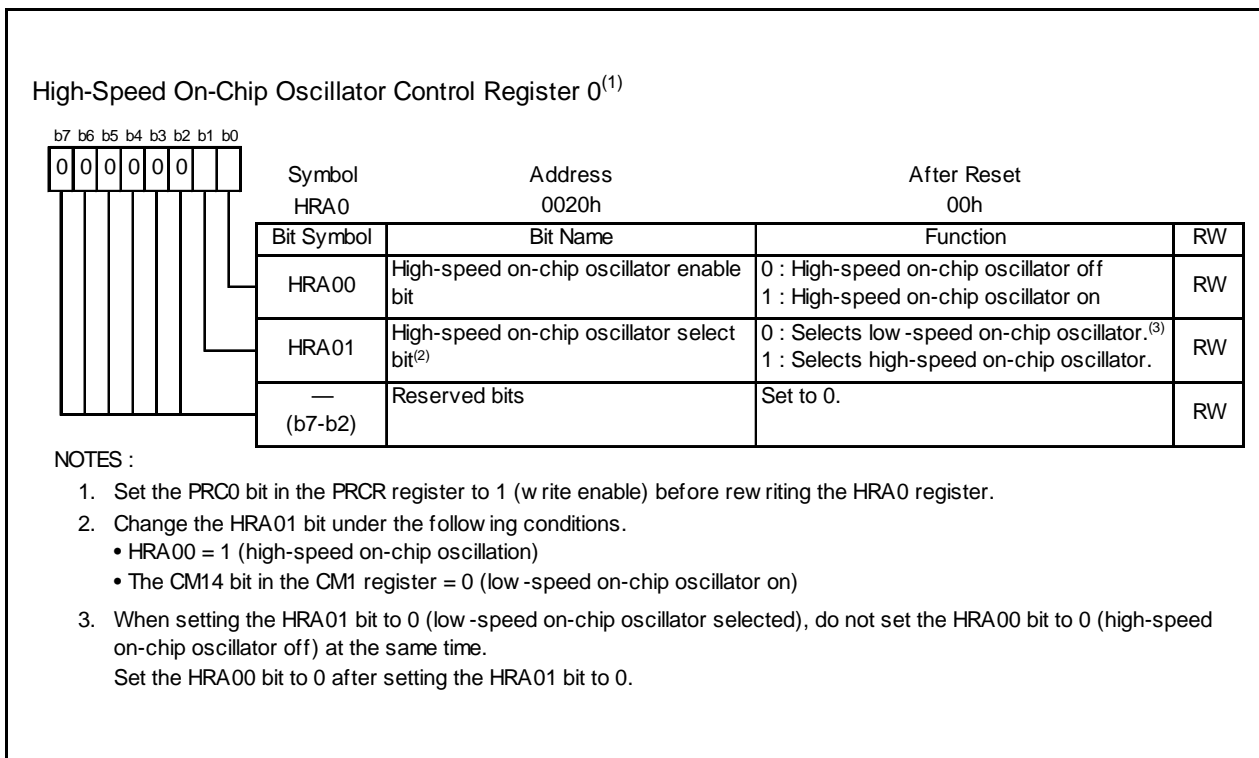 High-Speed On-Chip Oscillator Control Register 0(1)
b7 b6 b5 b4 b3 b2 b1 b0
0 0 0 0 0 0
Symbol Address After Reset
HRA0 0020h 00h
Bit Symbol Bit Name Function RW
HRA00 High-speed on-chip oscillator enable bit 0 : High-speed on-chip oscillator off RW
1 : High-speed on-chip oscillator on
HRA01 High-speed on-chip oscillator select bit(2) 0 : Selects low-speed on-chip oscillator.(3) RW
1 : Selects high-speed on-chip oscillator.
— Reserved bits Set to 0. RW
(b7-b2)
NOTES :
1. Set the PRC0 bit in the PRCR register to 1 (write enable) before rewriting the HRA0 register.
2. Change the HRA01 bit under the following conditions.
• HRA00 = 1 (high-speed on-chip oscillation)
• The CM14 bit in the CM1 register = 0 (low-speed on-chip oscillator on)
3. When setting the HRA01 bit to 0 (low-speed on-chip oscillator selected), do not set the HRA00 bit to 0 (high-speed
on-chip oscillator off) at the same time.
Set the HRA00 bit to 0 after setting the HRA01 bit to 0.